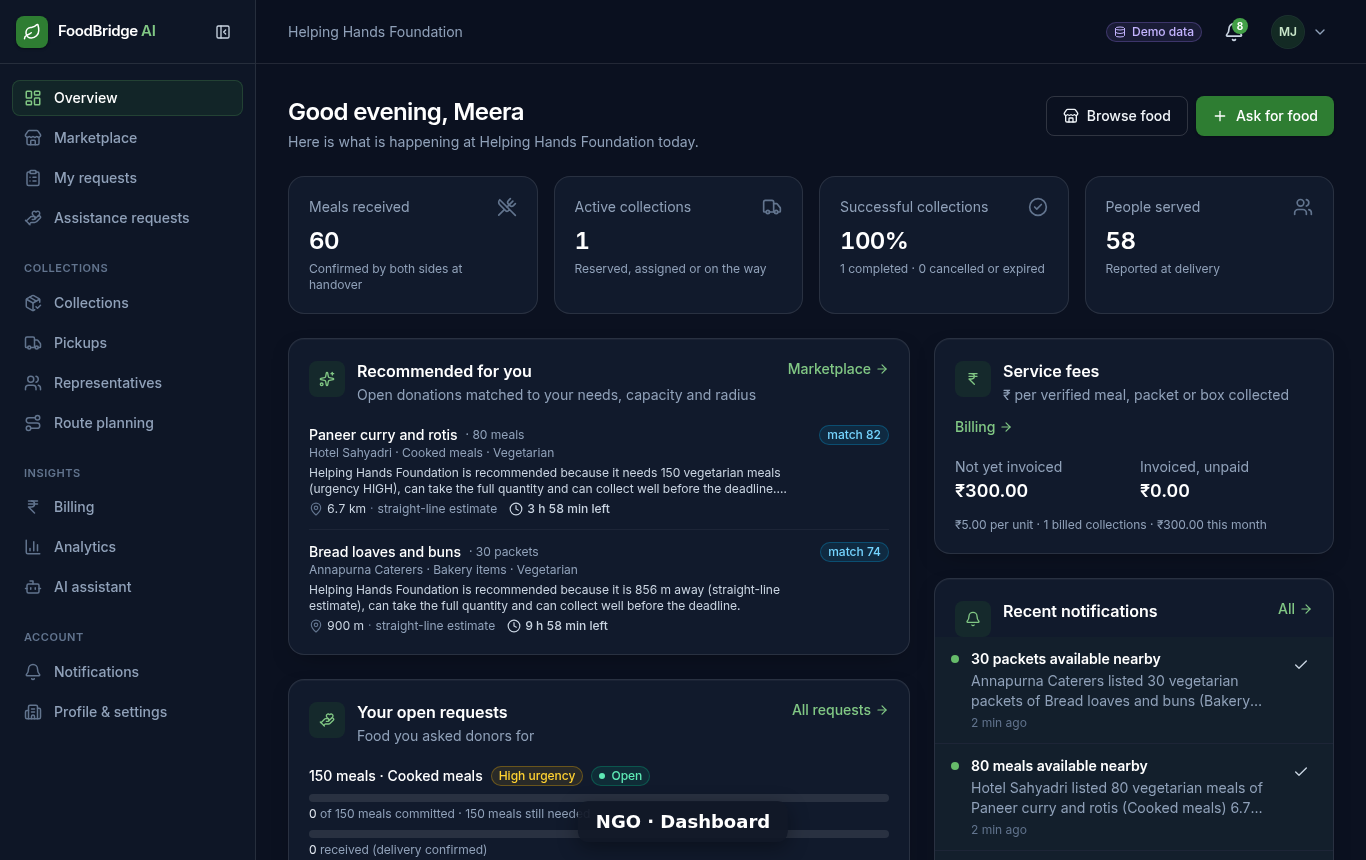 FoodBridge AI
Helping Hands Foundation
Demo data
8
MJ
Overview
Marketplace
My requests
Assistance requests
COLLECTIONS
Collections
Pickups
Representatives
Route planning
INSIGHTS
Billing
Analytics
AI assistant
ACCOUNT
Notifications
Profile & settings
Good evening, Meera
Here is what is happening at Helping Hands Foundation today.
Browse food
Ask for food
Meals received
60
Confirmed by both sides at
handover
Active collections
1
Reserved, assigned or on the way
Successful collections
100%
1 completed · 0 cancelled or expired
People served
58
Reported at delivery
Recommended for you
Marketplace →
Open donations matched to your needs, capacity and radius
Paneer curry and rotis · 80 meals
match 82
Hotel Sahyadri · Cooked meals · Vegetarian
Helping Hands Foundation is recommended because it needs 150 vegetarian meals
(urgency HIGH), can take the full quantity and can collect well before the deadline....
6.7 km · straight-line estimate 3 h 58 min left
Bread loaves and buns · 30 packets
match 74
Annapurna Caterers · Bakery items · Vegetarian
Helping Hands Foundation is recommended because it is 856 m away (straight-line
estimate), can take the full quantity and can collect well before the deadline.
900 m · straight-line estimate 9 h 58 min left
Your open requests
All requests →
Food you asked donors for
150 meals · Cooked meals High urgency Open
0 of 150 meals committed · 150 meals still
0 received (delivery confirmed)
Service fees
₹ per verified meal, packet or box collected
Billing →
Not yet invoiced
₹300.00
Invoiced, unpaid
₹0.00
₹5.00 per unit · 1 billed collections · ₹300.00 this month
Recent notifications
All →
30 packets available nearby
Annapurna Caterers listed 30 vegetarian
packets of Bread loaves and buns (Bakery...
2 min ago
80 meals available nearby
Hotel Sahyadri listed 80 vegetarian meals of
Paneer curry and rotis (Cooked meals) 6.7...
2 min ago
NGO · Dashboard